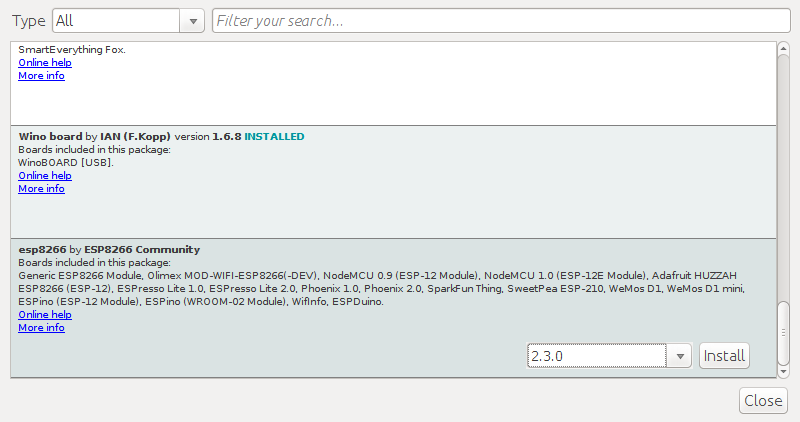 Type All Filter your search...
SmartEverything Fox.
Online help
More info
Wino board by IAN (F.Kopp) version 1.6.8 INSTALLED
Boards included in this package:
WinoBOARD [USB].
Online help
More info
esp8266 by ESP8266 Community
Boards included in this package:
Generic ESP8266 Module, Olimex MOD-WIFI-ESP8266(-DEV), NodeMCU 0.9 (ESP-12 Module), NodeMCU 1.0 (ESP-12E Module), Adafruit HUZZAH
ESP8266 (ESP-12), ESPresso Lite 1.0, ESPresso Lite 2.0, Phoenix 1.0, Phoenix 2.0, SparkFun Thing, SweetPea ESP-210, WeMos D1, WeMos D1 mini,
ESPino (ESP-12 Module), ESPino (WROOM-02 Module), WifInfo, ESPDuino.
Online help
More info
2.3.0 Install
Close